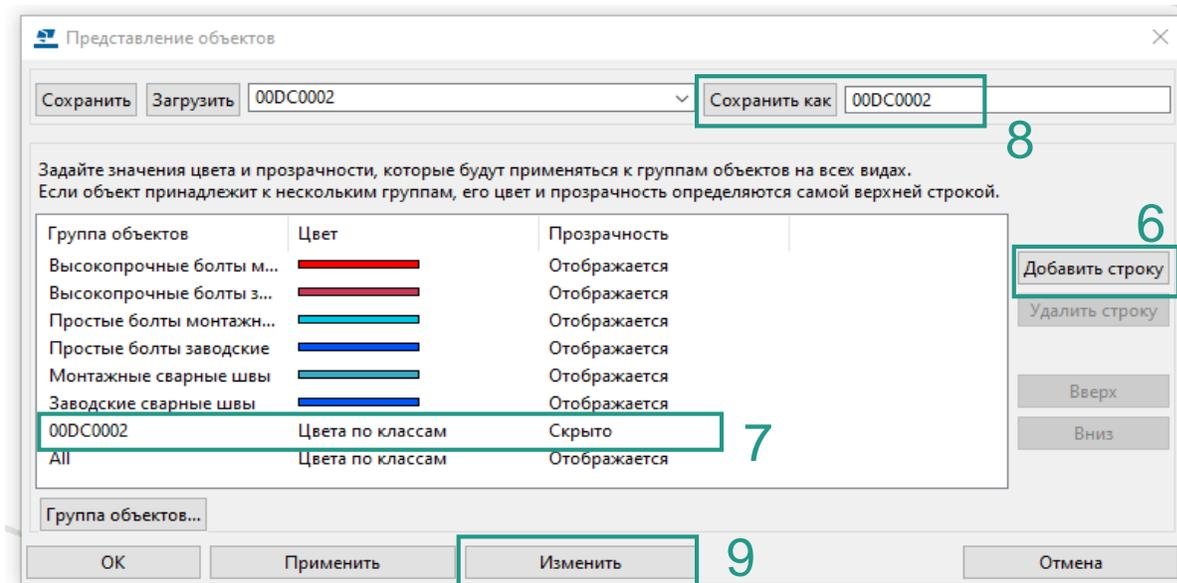 Представление объектов
Сохранить Загрузить 00DC0002 Сохранить как 00DC0002
8
Задайте значения цвета и прозрачности, которые будут применяться к группам объектов на всех видах.
Если объект принадлежит к нескольким группам, его цвет и прозрачность определяются самой верхней строкой.
6
Группа объектов Цвет Прозрачность
Высокопрочные болты м... Отображается Добавить строку
Высокопрочные болты з... Отображается
Простые болты монтажн... Отображается Удалить строку
Простые болты заводские Отображается
Монтажные сварные швы Отображается
Заводские сварные швы Отображается Вверх
00DC0002 Цвета по классам Скрыто 7 Вниз
All Цвета по классам Отображается
Группа объектов...
ОК Применить Изменить 9 Отмена